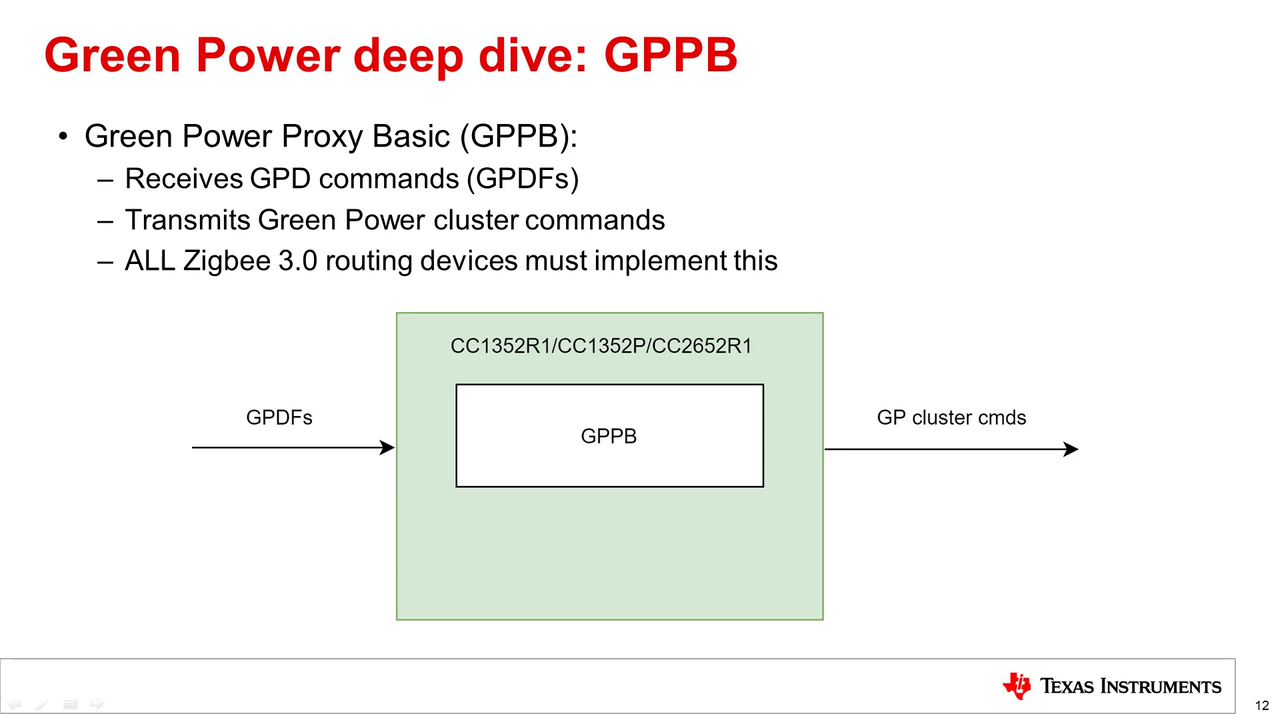 Green Power deep dive: GPPB
• Green Power Proxy Basic (GPPB):
– Receives GPD commands (GPDFs)
– Transmits Green Power cluster commands
– ALL Zigbee 3.0 routing devices must implement this
CC1352R1/CC1352P/CC2652R1
GPDFs
GPPB
GP cluster cmds
TEXAS INSTRUMENTS
12